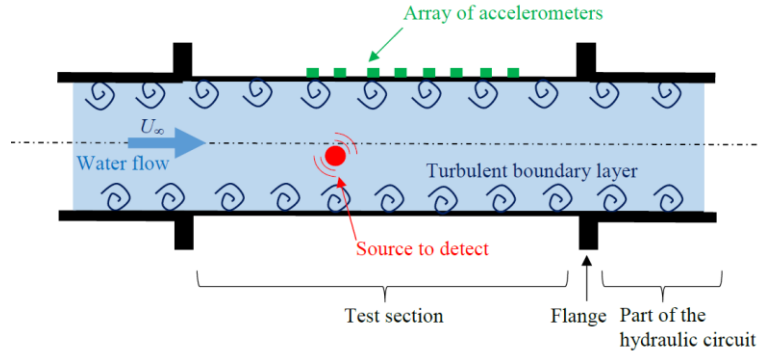 Array of accelerometers
U∞
Water flow
Turbulent boundary layer
Source to detect
Test section
Flange
Part of the
hydraulic circuit